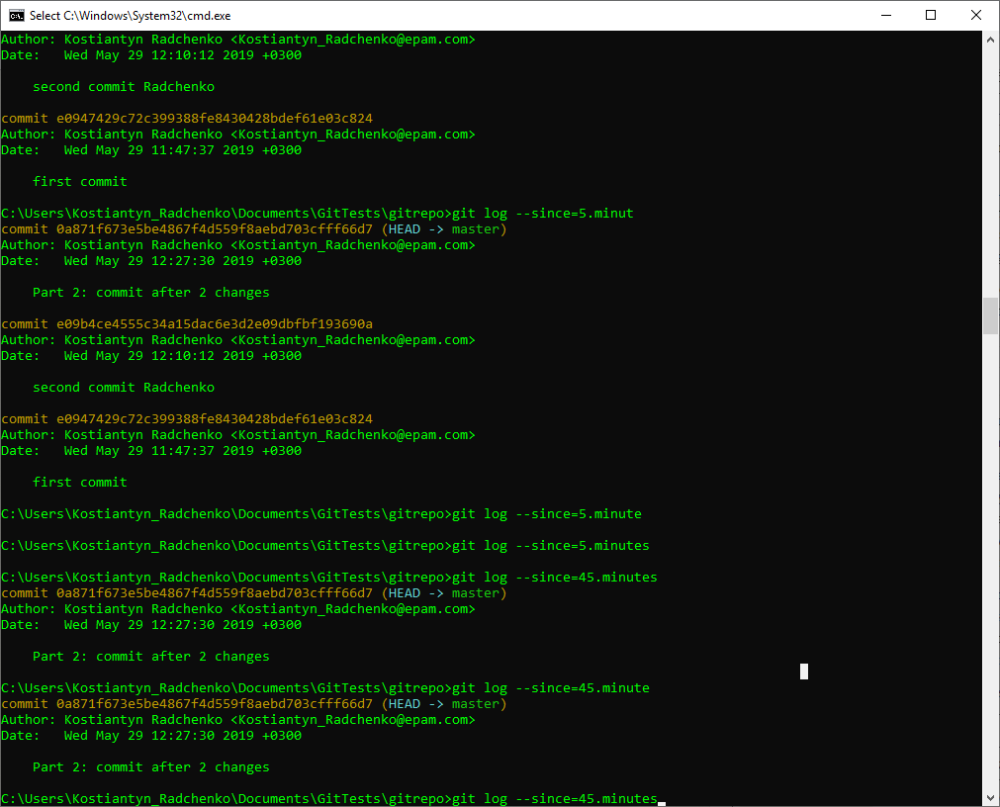 Select C:\Windows\System32\cmd.exe
Author: Kostiantyn Radchenko <Kostiantyn_Radchenko@epam.com>
Date:   Wed May 29 12:10:12 2019 +0300
    second commit Radchenko
commit e0947429c72c399388fe8430428bdef61e03c824
Author: Kostiantyn Radchenko <Kostiantyn_Radchenko@epam.com>
Date:   Wed May 29 11:47:37 2019 +0300
    first commit
C:\Users\Kostiantyn_Radchenko\Documents\GitTests\gitrepo>git log --since=5.minut
commit 0a871f673e5be4867f4d559f8aebd703cfff66d7 (HEAD -> master)
Author: Kostiantyn Radchenko <Kostiantyn_Radchenko@epam.com>
Date:   Wed May 29 12:27:30 2019 +0300
    Part 2: commit after 2 changes
commit e09b4ce4555c34a15dac6e3d2e09dbfbf193690a
Author: Kostiantyn Radchenko <Kostiantyn_Radchenko@epam.com>
Date:   Wed May 29 12:10:12 2019 +0300
    second commit Radchenko
commit e0947429c72c399388fe8430428bdef61e03c824
Author: Kostiantyn Radchenko <Kostiantyn_Radchenko@epam.com>
Date:   Wed May 29 11:47:37 2019 +0300
    first commit
C:\Users\Kostiantyn_Radchenko\Documents\GitTests\gitrepo>git log --since=5.minute
C:\Users\Kostiantyn_Radchenko\Documents\GitTests\gitrepo>git log --since=5.minutes
C:\Users\Kostiantyn_Radchenko\Documents\GitTests\gitrepo>git log --since=45.minutes
commit 0a871f673e5be4867f4d559f8aebd703cfff66d7 (HEAD -> master)
Author: Kostiantyn Radchenko <Kostiantyn_Radchenko@epam.com>
Date:   Wed May 29 12:27:30 2019 +0300
    Part 2: commit after 2 changes
C:\Users\Kostiantyn_Radchenko\Documents\GitTests\gitrepo>git log --since=45.minute
commit 0a871f673e5be4867f4d559f8aebd703cfff66d7 (HEAD -> master)
Author: Kostiantyn Radchenko <Kostiantyn_Radchenko@epam.com>
Date:   Wed May 29 12:27:30 2019 +0300
    Part 2: commit after 2 changes
C:\Users\Kostiantyn_Radchenko\Documents\GitTests\gitrepo>git log --since=45.minutes